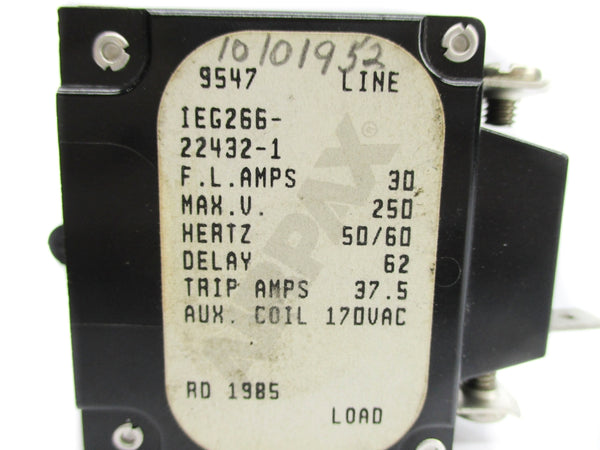 10101952
9547 LINE
IEG266-
22432-1
F.L.AMPS 30
MAX.V. 250
HERTZ 50/60
DELAY 62
TRIP AMPS 37.5
AUX. COIL 170VAC
RD 1985
LOAD
AIRPAX®